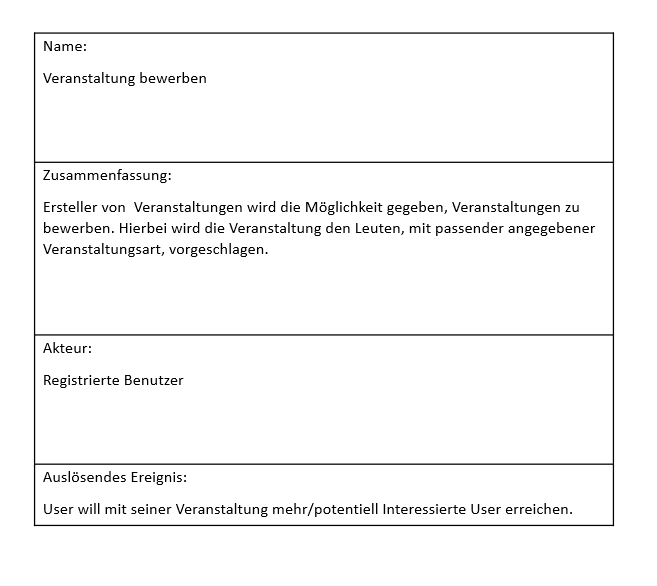 Name:
Veranstaltung bewerben
Zusammenfassung:
Ersteller von  Veranstaltungen wird die Möglichkeit gegeben, Veranstaltungen zu
bewerben. Hierbei wird die Veranstaltung den Leuten, mit passender angegebener
Veranstaltungsart, vorgeschlagen.
Akteur:
Registrierte Benutzer
Auslösendes Ereignis:
User will mit seiner Veranstaltung mehr/potentiell Interessierte User erreichen.